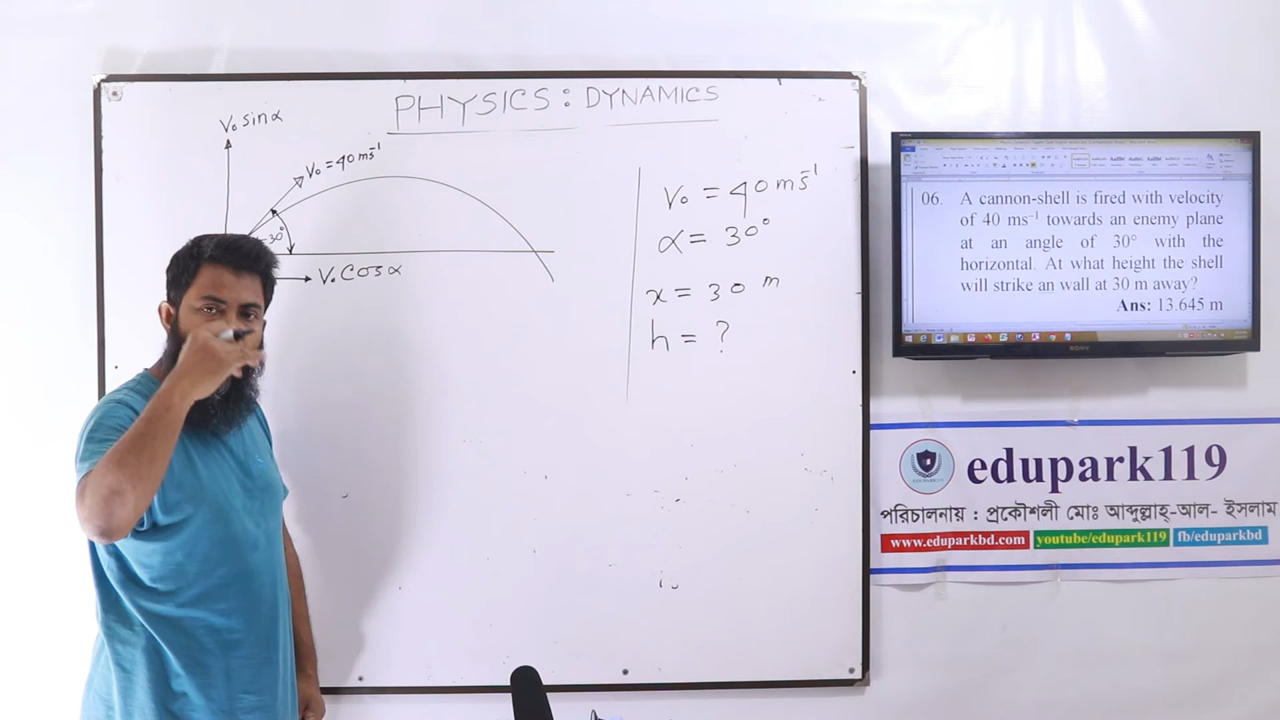 PHYSICS: DYNAMICS
V₀ sinα
V₀ = 40 ms⁻¹
30°
V₀ Cosα
V₀ = 40 ms⁻¹
α = 30°
x = 30 m
h = ?
06. A cannon-shell is fired with velocity
of 40 ms⁻¹ towards an enemy plane
at an angle of 30° with the
horizontal. At what height the shell
will strike an wall at 30 m away?
Ans: 13.645 m
SONY
edupark119
পরিচালনায় : প্রকৌশলী মোঃ আব্দুল্লাহ্-আল- ইসলাম
www.eduparkbd.com
youtube/edupark119
fb/eduparkbd